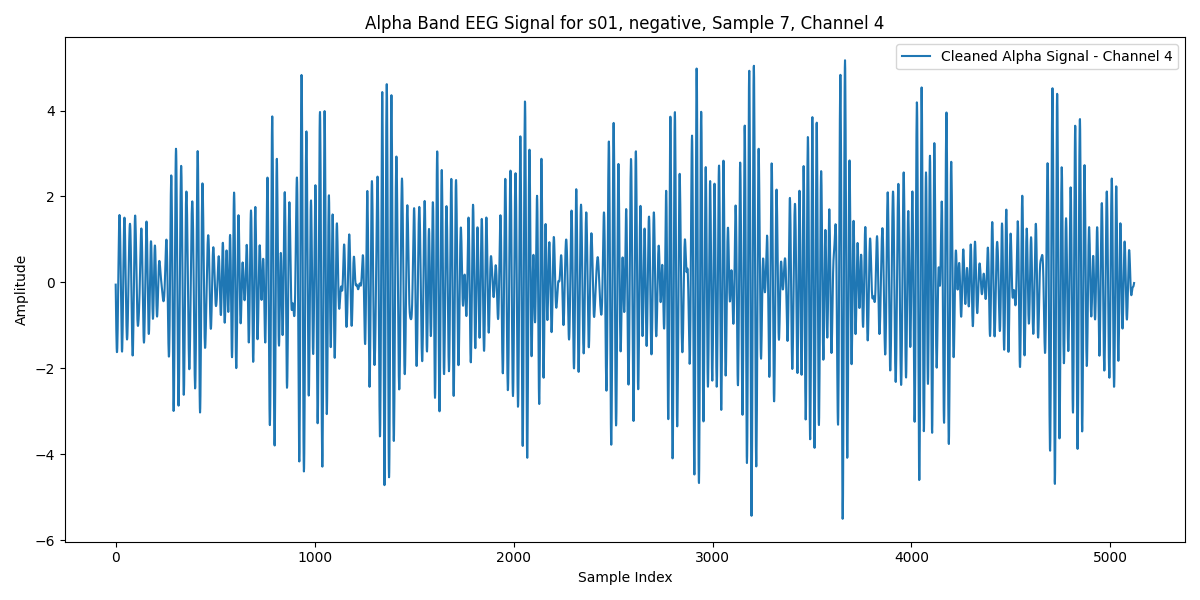 Alpha Band EEG Signal for s01, negative, Sample 7, Channel 4
Cleaned Alpha Signal - Channel 4
Amplitude
4
2
0
−2
−4
−6
0 1000 2000 3000 4000 5000
Sample Index